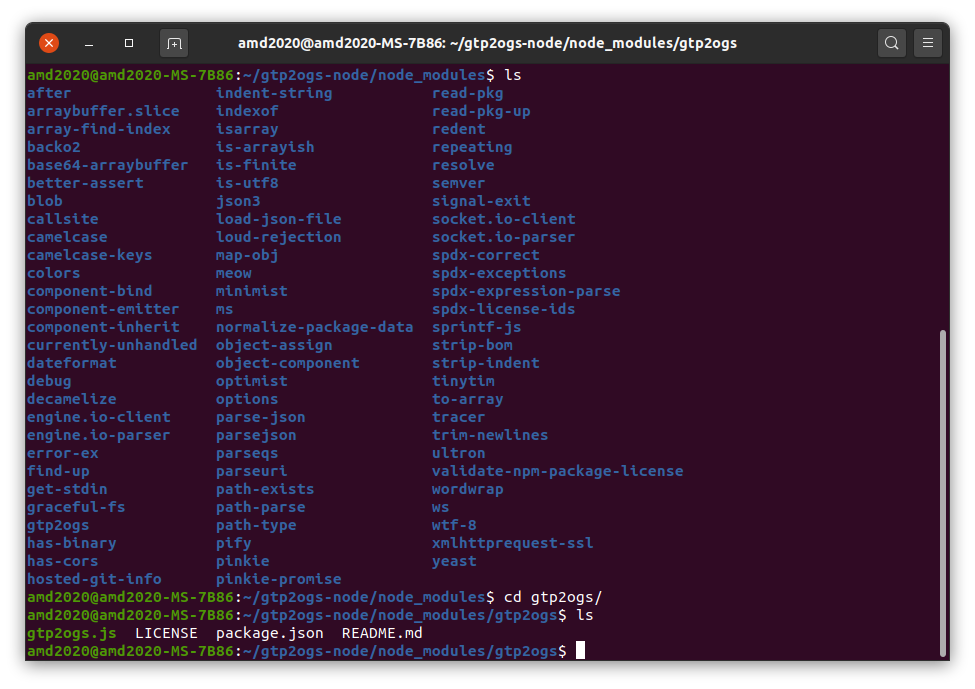 amd2020@amd2020-MS-7B86: ~/gtp2ogs-node/node_modules/gtp2ogs
amd2020@amd2020-MS-7B86:~/gtp2ogs-node/node_modules$ ls
after indent-string read-pkg
arraybuffer.slice indexof read-pkg-up
array-find-index isarray redent
backo2 is-arrayish repeating
base64-arraybuffer is-finite resolve
better-assert is-utf8 semver
blob json3 signal-exit
callsite load-json-file socket.io-client
camelcase loud-rejection socket.io-parser
camelcase-keys map-obj spdx-correct
colors meow spdx-exceptions
component-bind minimist spdx-expression-parse
component-emitter ms spdx-license-ids
component-inherit normalize-package-data sprintf-js
currently-unhandled object-assign strip-bom
dateformat object-component strip-indent
debug optimist tinytim
decamelize options to-array
engine.io-client parse-json tracer
engine.io-parser parsejson trim-newlines
error-ex parseqs ultron
find-up parseuri validate-npm-package-license
get-stdin path-exists wordwrap
graceful-fs path-parse ws
gtp2ogs path-type wtf-8
has-binary pify xmlhttprequest-ssl
has-cors pinkie yeast
hosted-git-info pinkie-promise
amd2020@amd2020-MS-7B86:~/gtp2ogs-node/node_modules$ cd gtp2ogs/
amd2020@amd2020-MS-7B86:~/gtp2ogs-node/node_modules/gtp2ogs$ ls
gtp2ogs.js LICENSE package.json README.md
amd2020@amd2020-MS-7B86:~/gtp2ogs-node/node_modules/gtp2ogs$